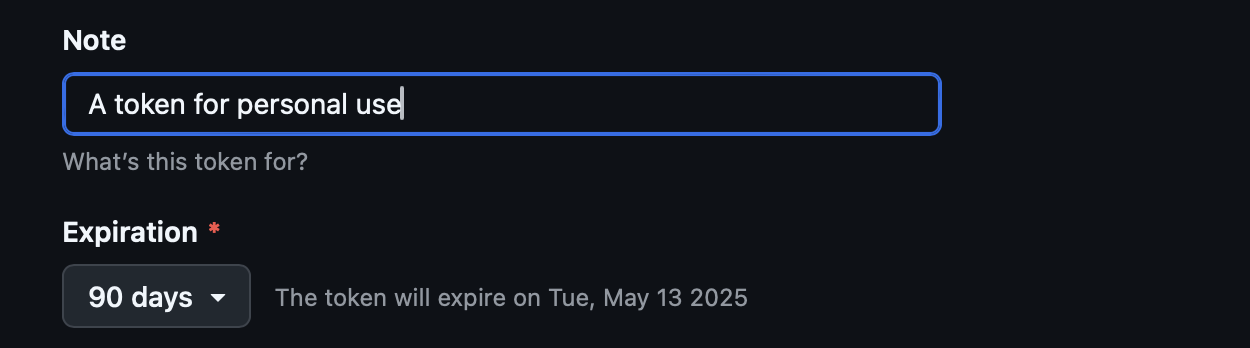 Note
A token for personal use
What's this token for?
Expiration *
90 days The token will expire on Tue, May 13 2025